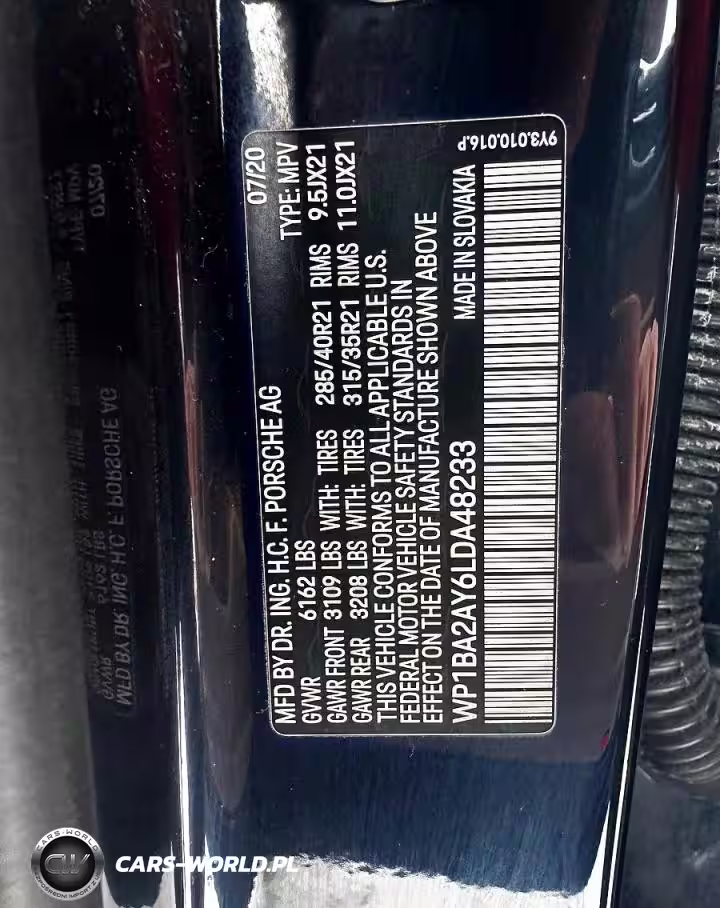 MFD BY DR. ING. H.C. F. PORSCHE AG 07/20
GVWR 6162 LBS TYPE: MPV
GAWR FRONT 3109 LBS WITH: TIRES 285/40R21 RIMS 9.5JX21
GAWR REAR 3208 LBS WITH: TIRES 315/35R21 RIMS 11.0JX21
THIS VEHICLE CONFORMS TO ALL APPLICABLE U.S.
FEDERAL MOTOR VEHICLE SAFETY STANDARDS IN
EFFECT ON THE DATE OF MANUFACTURE SHOWN ABOVE
WP1BA2AY6LDA48233 MADE IN SLOVAKIA 9Y3.010.016.P
CARS-WORLD
CW
CARS-WORLD.PL